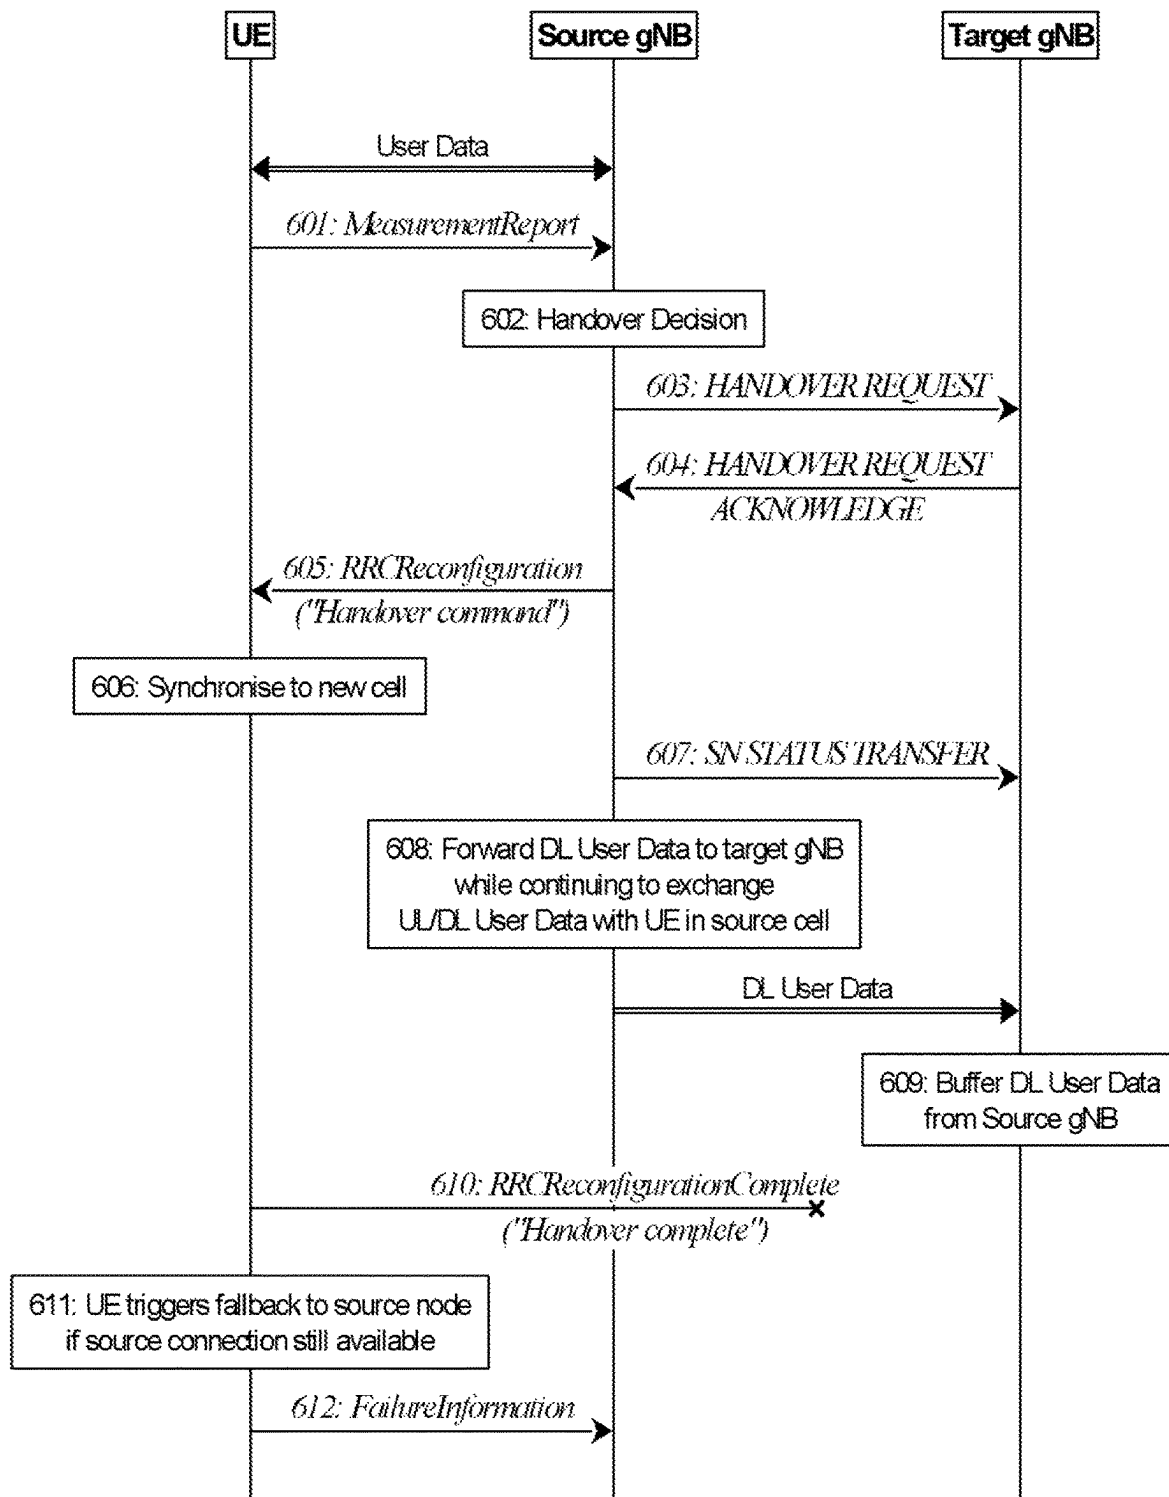 UE
Source gNB
Target gNB
User Data
601: MeasurementReport
602: Handover Decision
603: HANDOVER REQUEST
604: HANDOVER REQUEST
ACKNOWLEDGE
605: RRCReconfiguration
("Handover command")
606: Synchronise to new cell
607: SN STATUS TRANSFER
608: Forward DL User Data to target gNB
while continuing to exchange
UL/DL User Data with UE in source cell
DL User Data
609: Buffer DL User Data
from Source gNB
610: RRCReconfigurationComplete
("Handover complete")
611: UE triggers fallback to source node
if source connection still available
612: FailureInformation